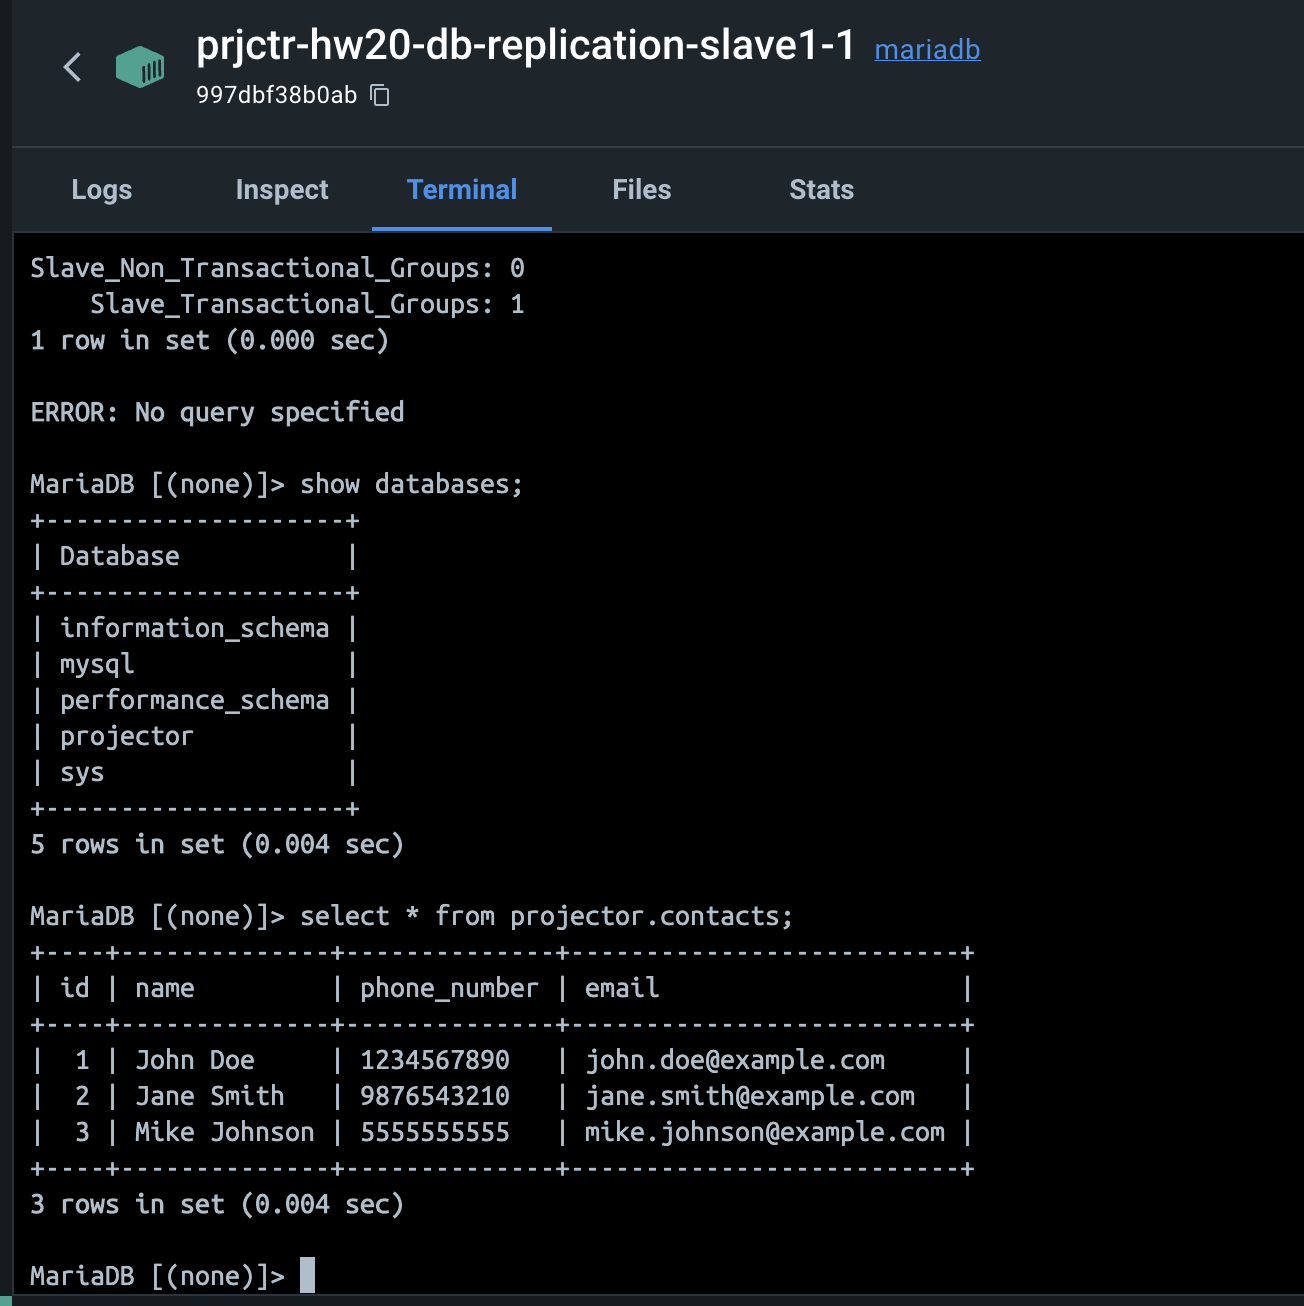 prjctr-hw20-db-replication-slave1-1 mariadb
997dbf38b0ab
Logs Inspect Terminal Files Stats
Slave_Non_Transactional_Groups: 0
    Slave_Transactional_Groups: 1
1 row in set (0.000 sec)

ERROR: No query specified

MariaDB [(none)]> show databases;
+--------------------+
| Database           |
+--------------------+
| information_schema |
| mysql              |
| performance_schema |
| projector          |
| sys                |
+--------------------+
5 rows in set (0.004 sec)

MariaDB [(none)]> select * from projector.contacts;
+----+--------------+--------------+--------------------------+
| id | name         | phone_number | email                    |
+----+--------------+--------------+--------------------------+
|  1 | John Doe     | 1234567890   | john.doe@example.com     |
|  2 | Jane Smith   | 9876543210   | jane.smith@example.com   |
|  3 | Mike Johnson | 5555555555   | mike.johnson@example.com |
+----+--------------+--------------+--------------------------+
3 rows in set (0.004 sec)

MariaDB [(none)]>